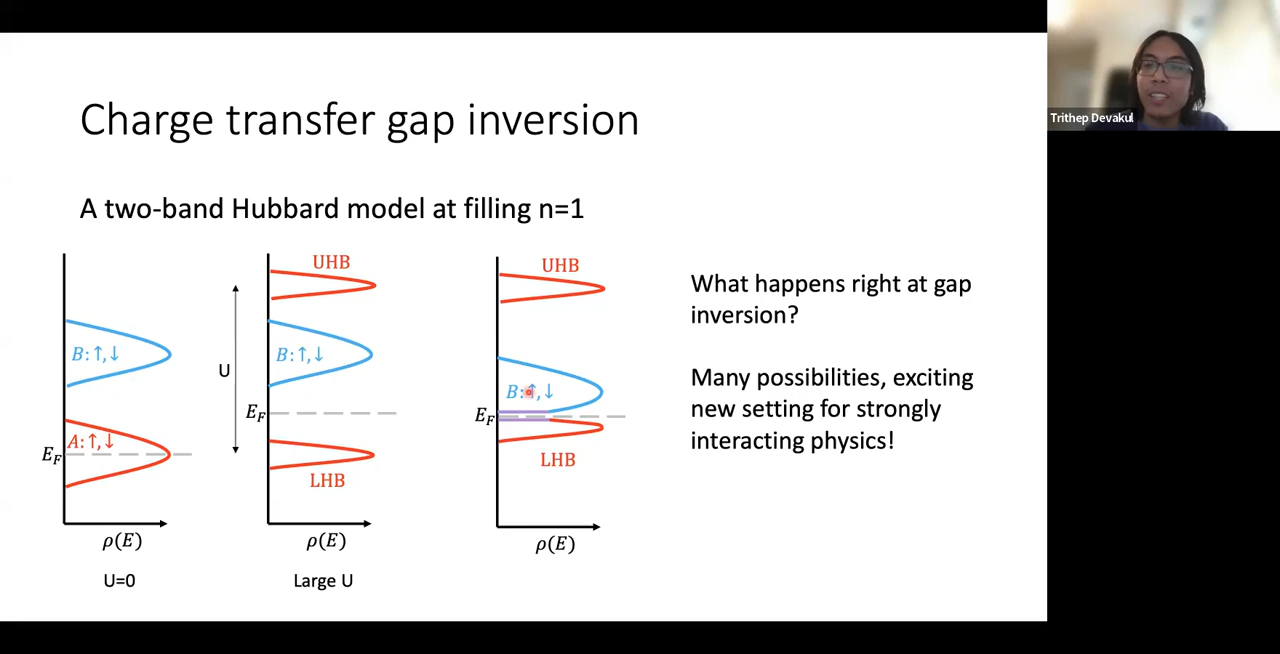 Charge transfer gap inversion
A two-band Hubbard model at filling n=1
B:↑,↓
A:↑,↓
E_F
ρ(E)
U=0
UHB
B:↑,↓
U
E_F
LHB
ρ(E)
Large U
UHB
B:↑,↓
E_F
LHB
ρ(E)
What happens right at gap
inversion?
Many possibilities, exciting
new setting for strongly
interacting physics!
Trithep Devakul